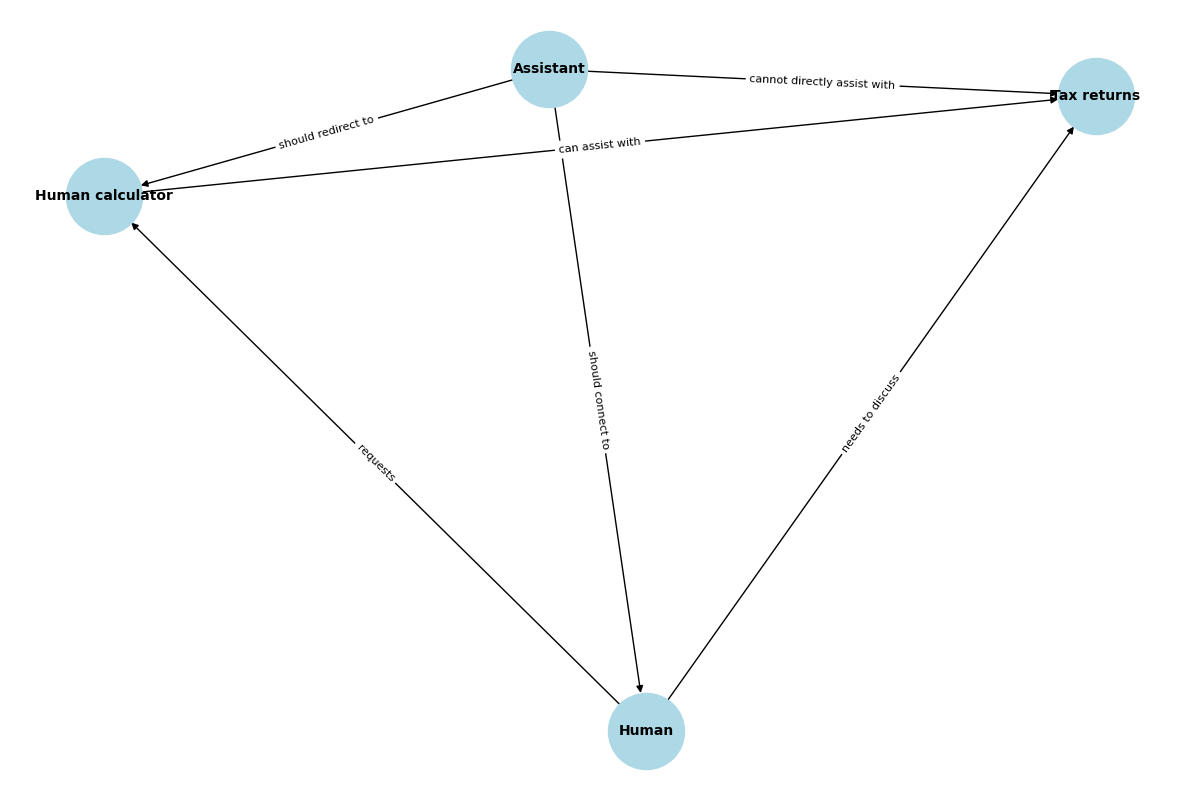 Assistant
cannot directly assist with
Tax returns
should redirect to
can assist with
Human calculator
should connect to
needs to discuss
requests
Human